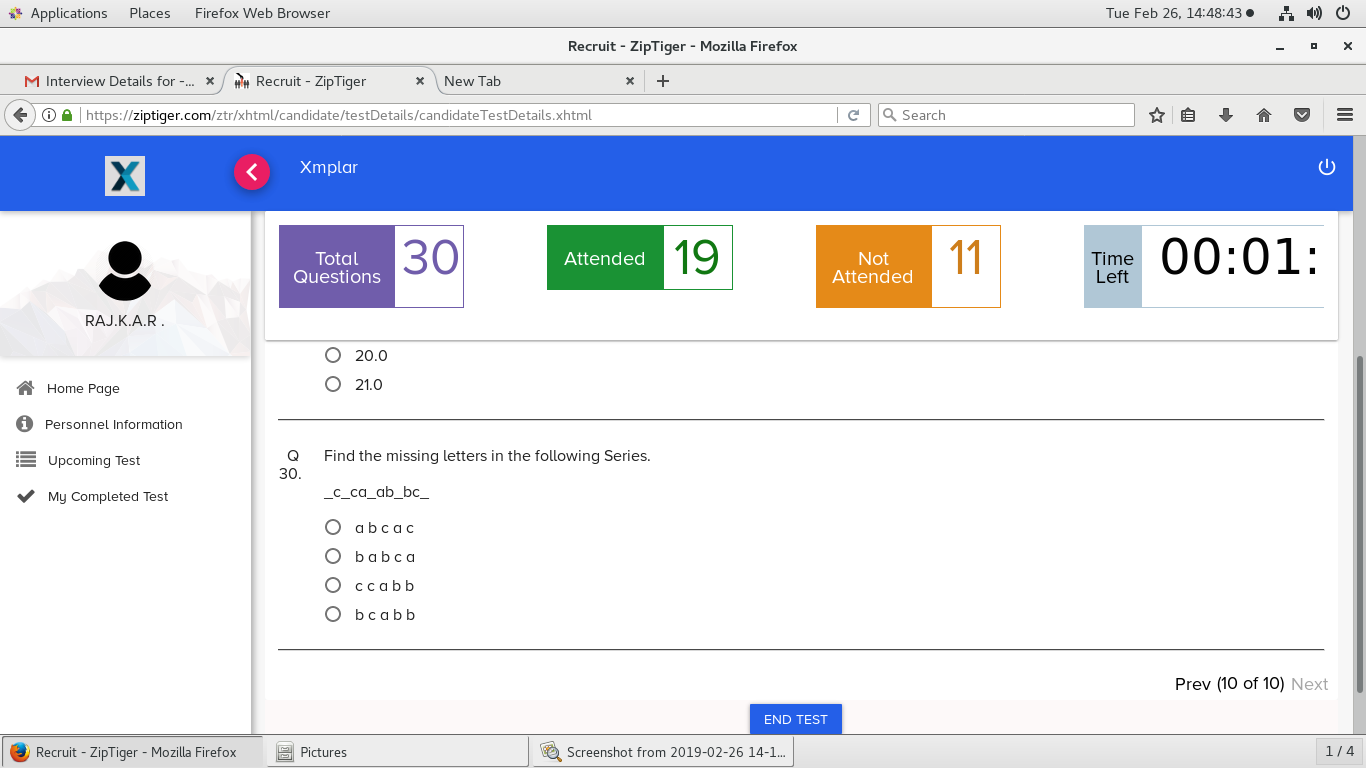 Applications Places Firefox Web Browser Tue Feb 26, 14:48:43
Recruit - ZipTiger - Mozilla Firefox
Interview Details for -... Recruit - ZipTiger New Tab
https://ziptiger.com/ztr/xhtml/candidate/testDetails/candidateTestDetails.xhtml Search
X Xmplar
Total Questions 30 Attended 19 Not Attended 11 Time Left 00:01:
RAJ.K.A.R .
Home Page
Personnel Information
Upcoming Test
My Completed Test
20.0
21.0
Q 30. Find the missing letters in the following Series.
_c_ca_ab_bc_
a b c a c
b a b c a
c c a b b
b c a b b
Prev (10 of 10) Next
END TEST
Recruit - ZipTiger - Mozilla Firefox Pictures Screenshot from 2019-02-26 14-1... 1 / 4